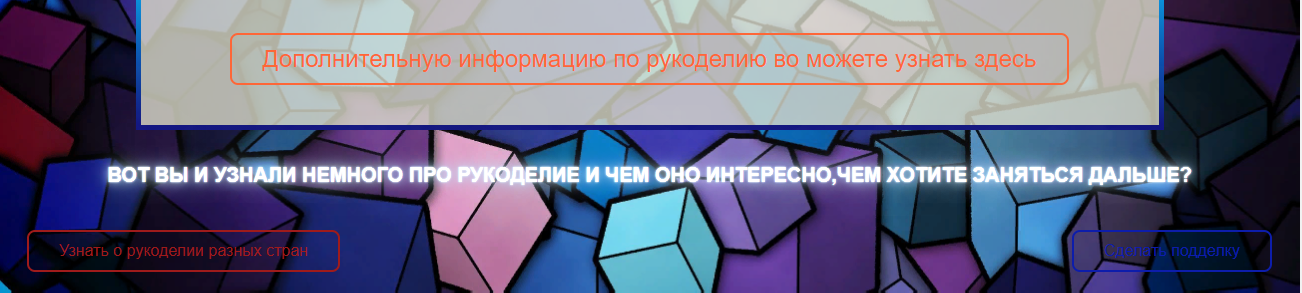 Дополнительную информацию по рукоделию во можете узнать здесь
ВОТ ВЫ И УЗНАЛИ НЕМНОГО ПРО РУКОДЕЛИЕ И ЧЕМ ОНО ИНТЕРЕСНО,ЧЕМ ХОТИТЕ ЗАНЯТЬСЯ ДАЛЬШЕ?
Узнать о рукоделии разных стран
Сделить подделку